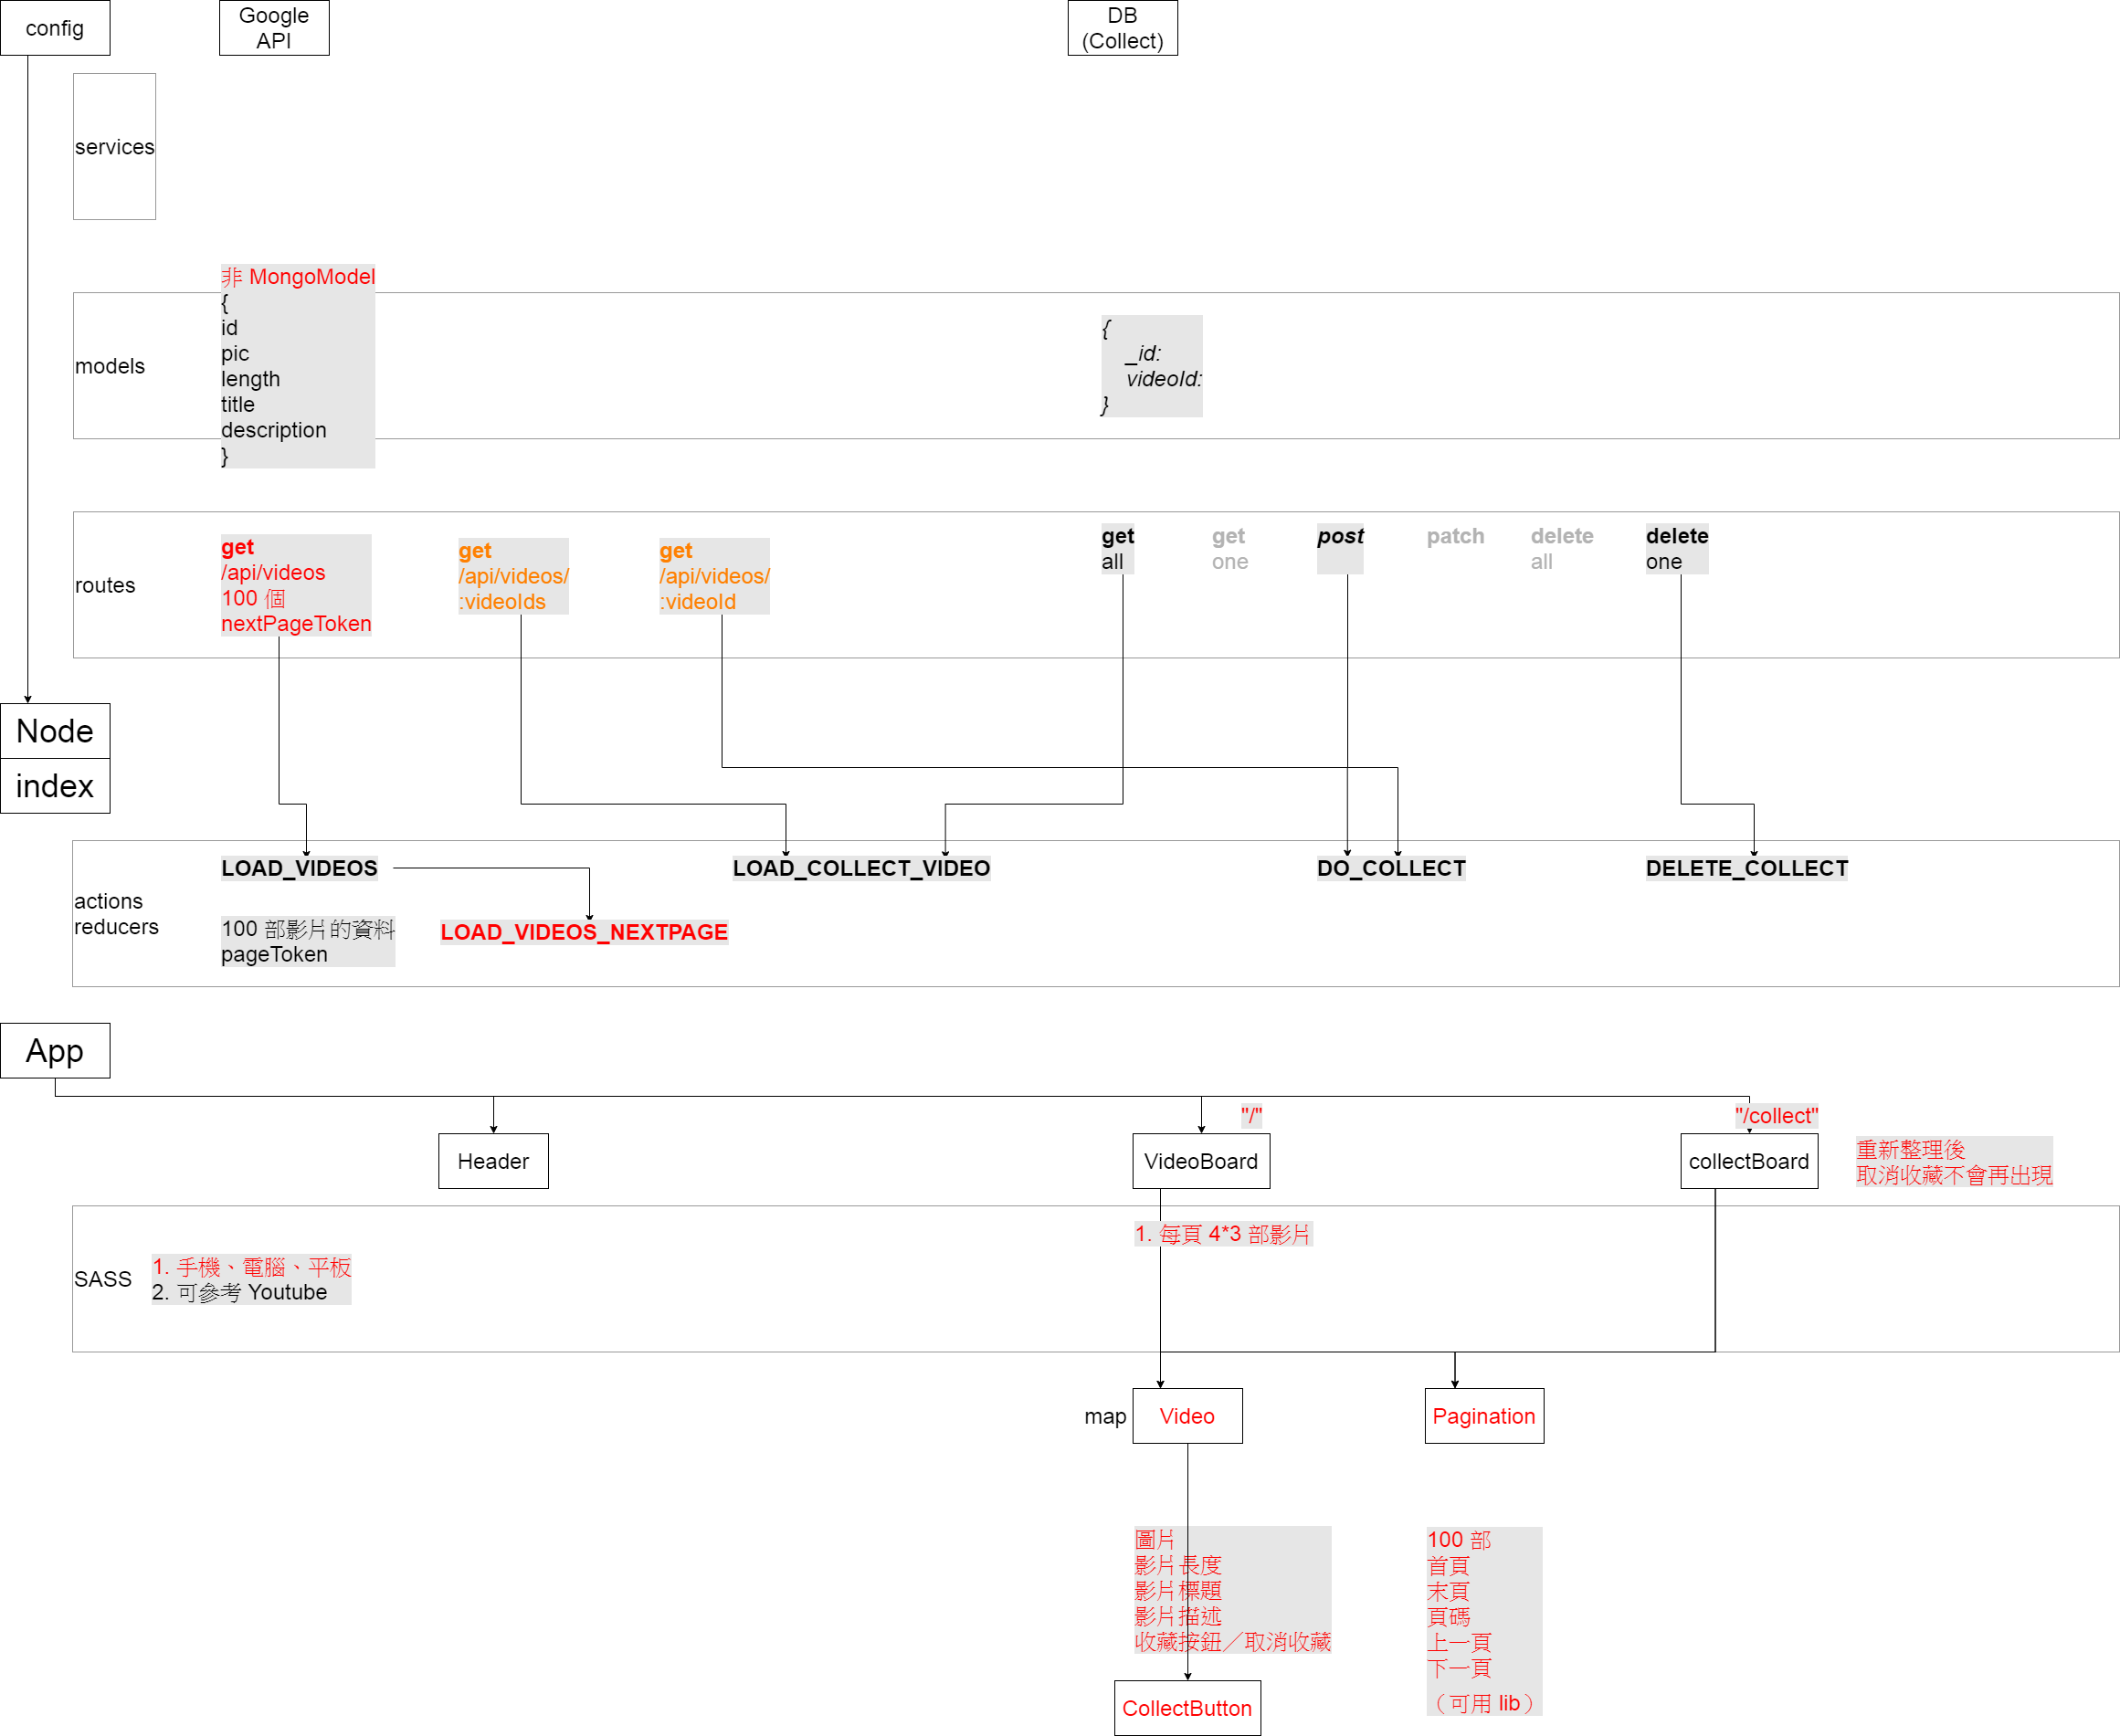 config
Google
API
DB
(Collect)
services
非 MongoModel
{
id
pic
length
title
description
}
models
{
_id:
videoId:
}
routes
get
/api/videos
100 個
nextPageToken
get
/api/videos/
:videoIds
get
/api/videos/
:videoId
get
all
get
one
post
patch
delete
all
delete
one
Node
index
actions
reducers
LOAD_VIDEOS
100 部影片的資料
pageToken
LOAD_VIDEOS_NEXTPAGE
LOAD_COLLECT_VIDEO
DO_COLLECT
DELETE_COLLECT
App
Header
"/"
VideoBoard
"/collect"
collectBoard
重新整理後
取消收藏不會再出現
SASS
1. 手機、電腦、平板
2. 可參考 Youtube
1. 每頁 4*3 部影片
map
Video
Pagination
圖片
影片長度
影片標題
影片描述
收藏按鈕／取消收藏
100 部
首頁
末頁
頁碼
上一頁
下一頁
（可用 lib）
CollectButton